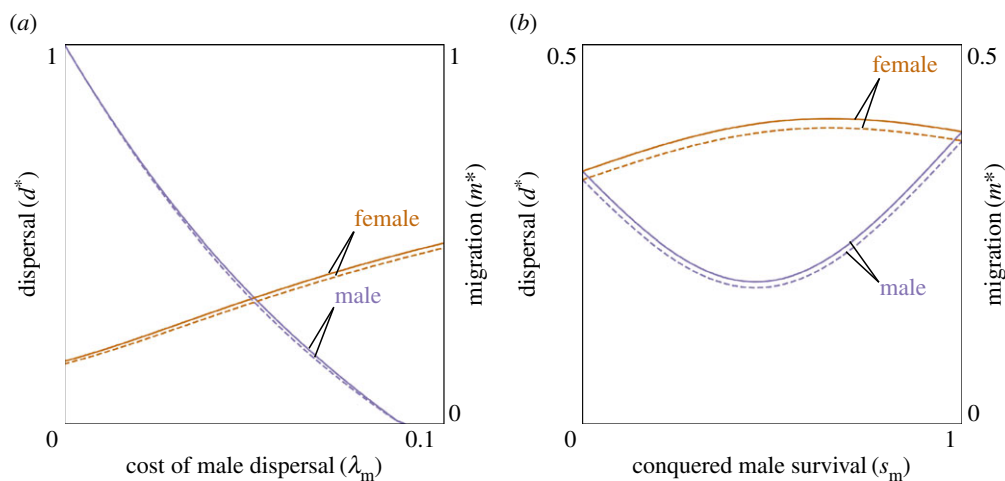 (a)
1
1
dispersal (d*)
female
male
migration (m*)
0
0
0.1
cost of male dispersal (λm)
(b)
0.5
0.5
female
dispersal (d*)
male
migration (m*)
0
0
1
conquered male survival (sm)